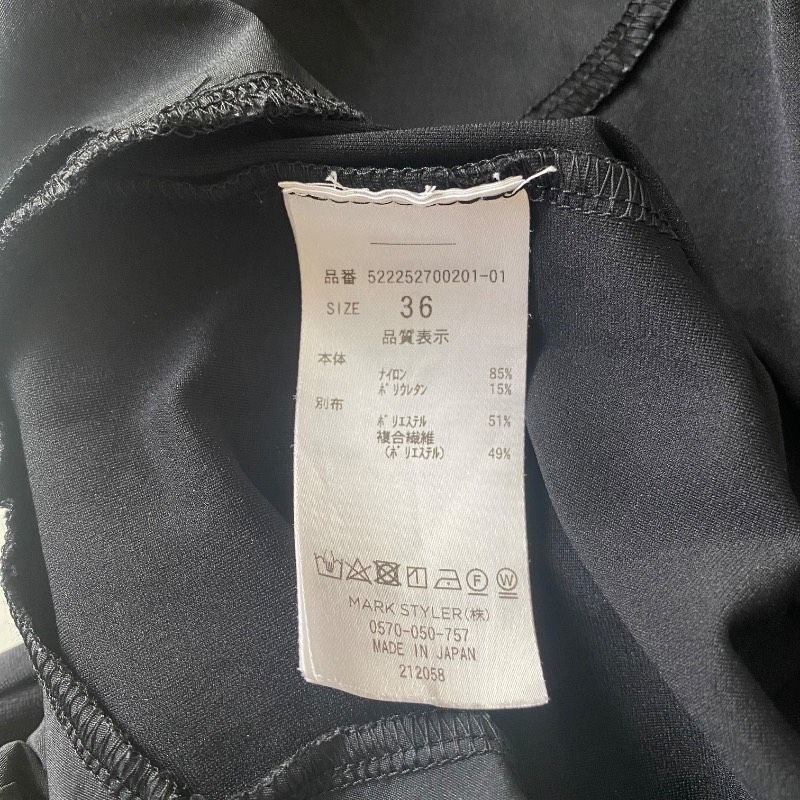 品番 522252700201-01
SIZE 36
品質表示
本体
ナイロン 85%
ポリウレタン 15%
別布
ポリエステル 51%
複合繊維
(ポリエステル) 49%
MARK STYLER(株)
0570-050-757
MADE IN JAPAN
212058